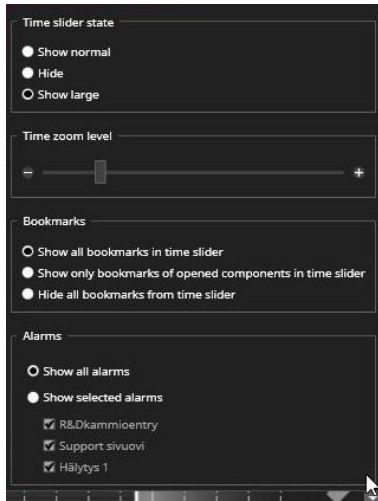 Time slider state
Show normal
Hide
Show large
Time zoom level
Bookmarks
Show all bookmarks in time slider
Show only bookmarks of opened components in time slider
Hide all bookmarks from time slider
Alarms
Show all alarms
Show selected alarms
R&Dkammioentry
Support sivuovi
Hälytys 1